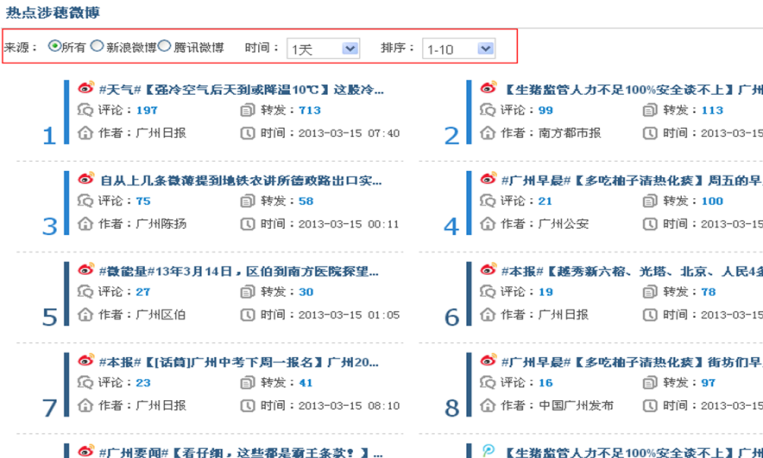 热点涉穗微博
来源：所有 新浪微博 腾讯微博 时间：1天 排序：1-10
1 #天气#【强冷空气后天到或降温10℃】这股冷...
评论：197 转发：713
作者：广州日报 时间：2013-03-15 07:40
2 【生猪监管人力不足100%安全谈不上】广州
评论：99 转发：113
作者：南方都市报 时间：2013-03-15
3 自从上几条微薄提到地铁农讲所德政路出口实...
评论：75 转发：58
作者：广州陈扬 时间：2013-03-15 00:11
4 #广州早晨#【多吃柚子清热化痰】周五的早
评论：21 转发：100
作者：广州公安 时间：2013-03-15
5 #微能量#13年3月14日，区伯到南方医院探望...
评论：27 转发：30
作者：广州区伯 时间：2013-03-15 01:05
6 #本报#【越秀新六榕、光塔、北京、人民4
评论：19 转发：78
作者：广州日报 时间：2013-03-15
7 #本报#【[话筒]广州中考下周一报名】广州20...
评论：23 转发：41
作者：广州日报 时间：2013-03-15 08:10
8 #广州早晨#【多吃柚子清热化痰】街坊们早
评论：16 转发：97
作者：中国广州发布 时间：2013-03-15
#广州要闻#【看仔细，这些都是霸王条款！】...
【生猪监管人力不足100%安全谈不上】广州